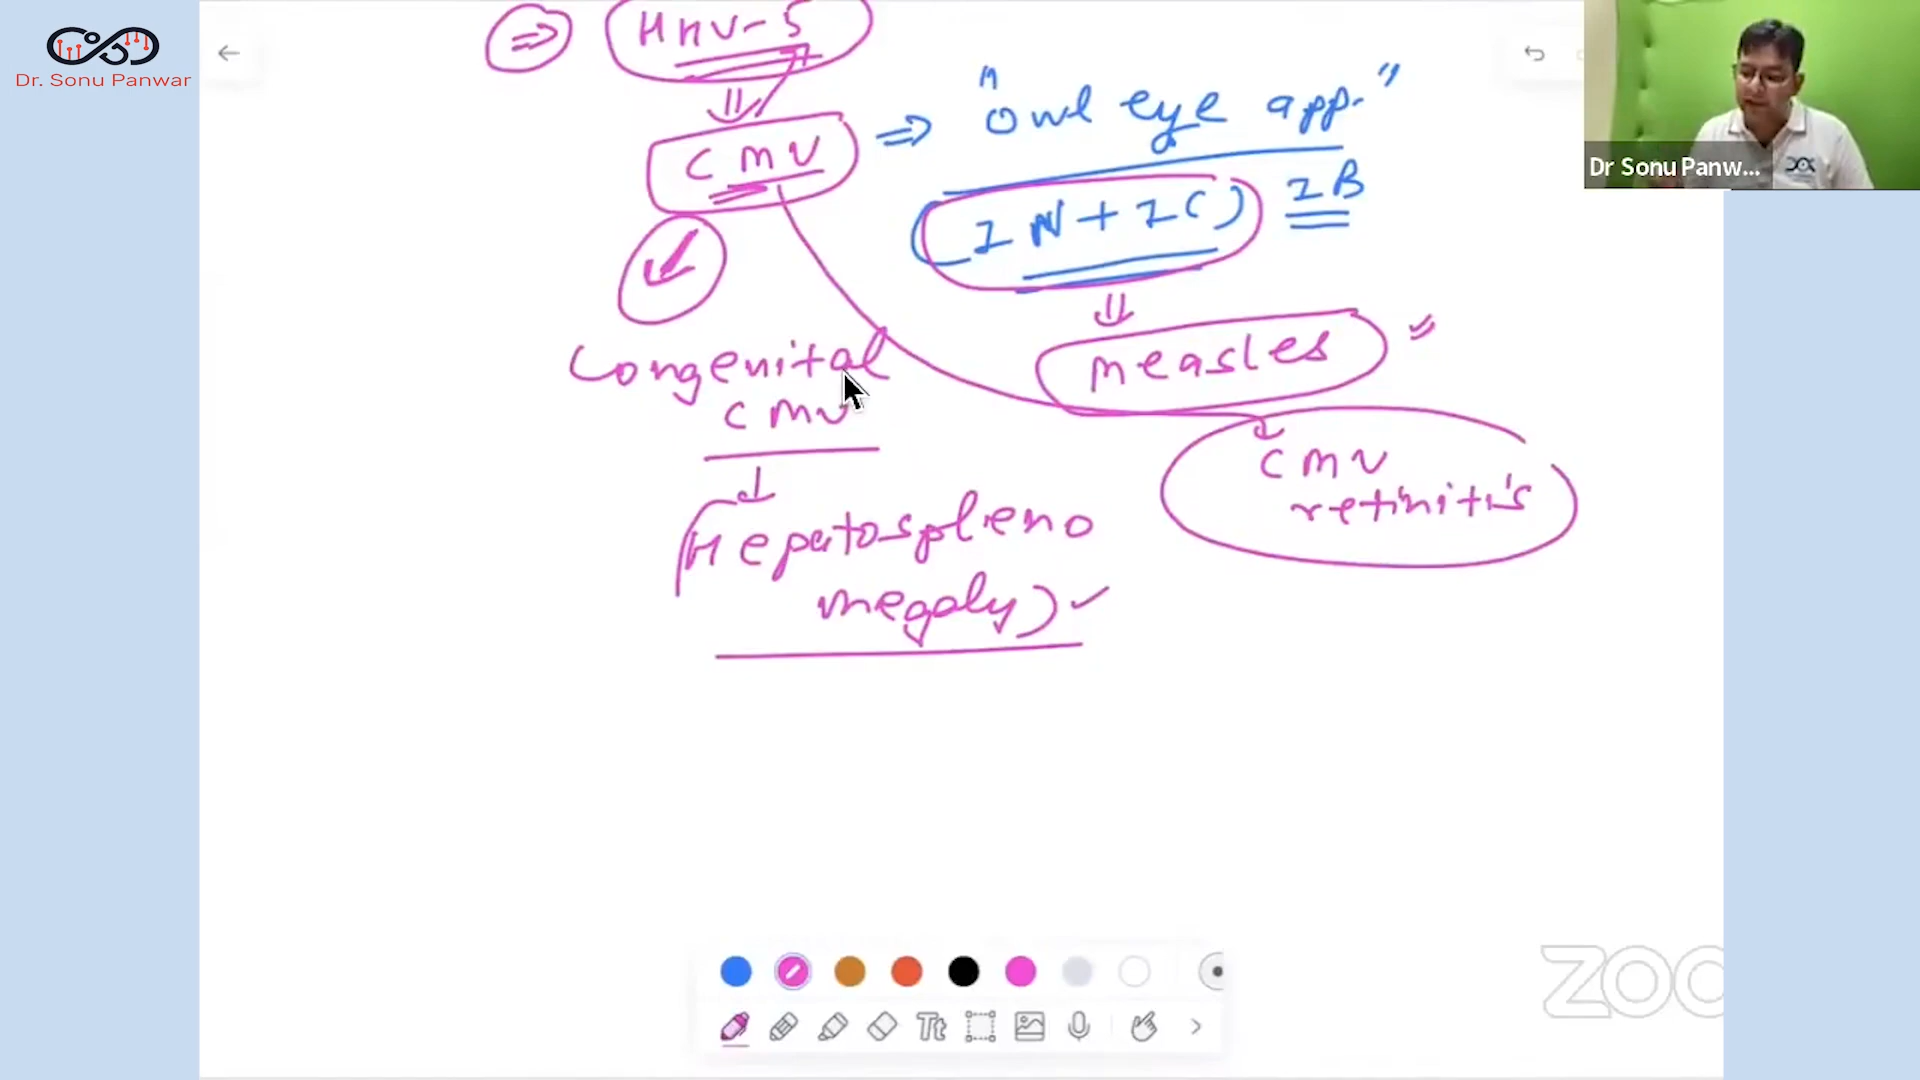 Dr. Sonu Panwar
⇒ HHV-5
CMV ⇒ "Owl eye app."
(IN + IC) IB
measles
Congenital
CMV
CMV
retinitis
(Hepatospleno
megaly)
Dr Sonu Panw...
Tt
ZOO